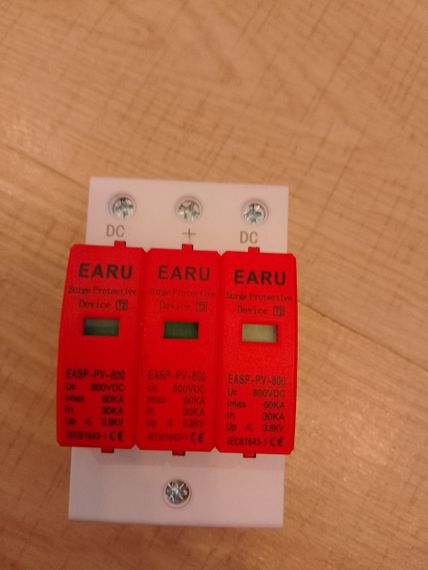 DC + DC
EARU
Surge Protective
Device T2
EASP-PV-800
Uc 800VDC
Imax 60KA
In 30KA
Up ≤ 3.8KV
IEC61643-1 CE
EARU
Surge Protective
Device T2
EASP-PV-800
Uc 800VDC
Imax 60KA
In 30KA
Up ≤ 3.8KV
IEC61643-1 CE
EARU
Surge Protective
Device T2
EASP-PV-800
Uc 800VDC
Imax 60KA
In 30KA
Up ≤ 3.8KV
IEC61643-1 CE